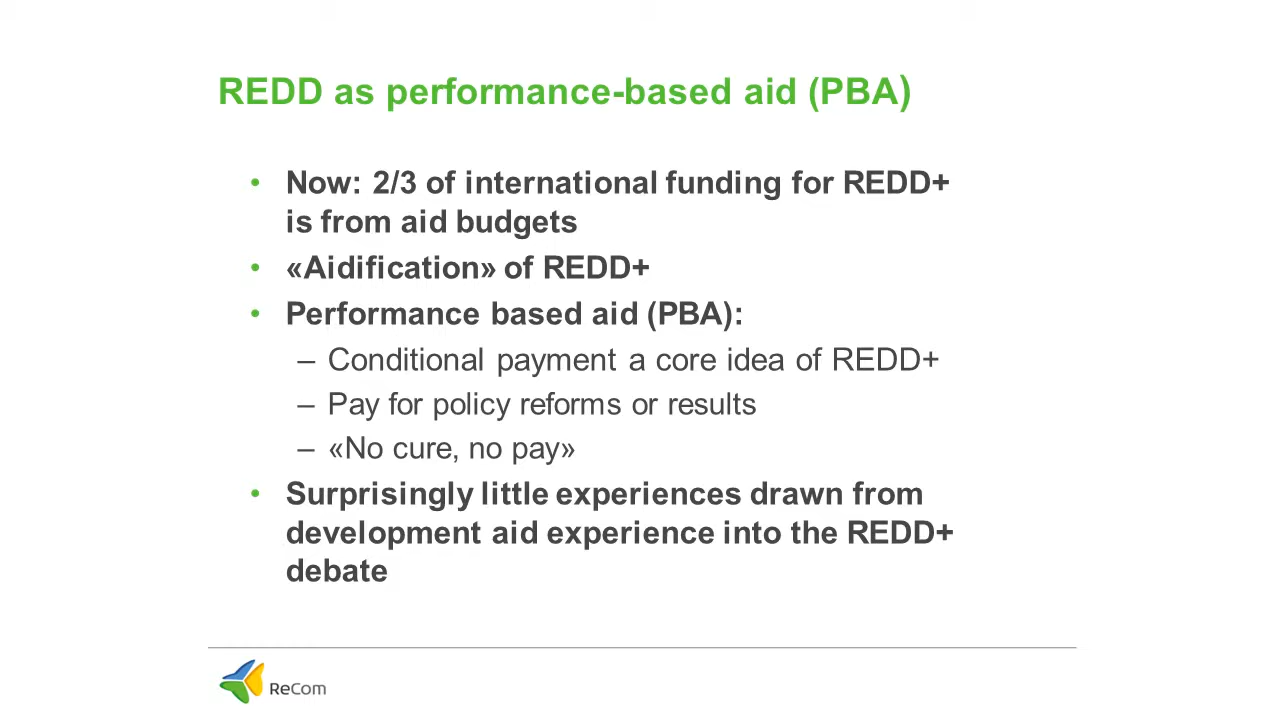 REDD as performance-based aid (PBA)
• Now: 2/3 of international funding for REDD+
is from aid budgets
• «Aidification» of REDD+
• Performance based aid (PBA):
– Conditional payment a core idea of REDD+
– Pay for policy reforms or results
– «No cure, no pay»
• Surprisingly little experiences drawn from
development aid experience into the REDD+
debate
ReCom